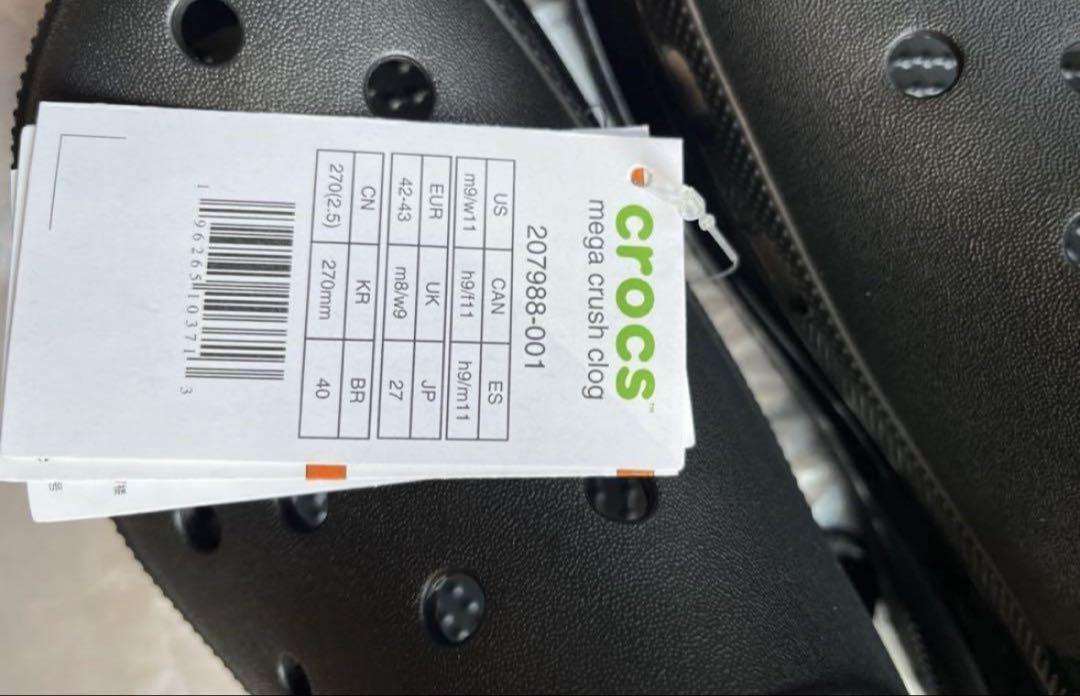 crocs™
mega crush clog
207988-001
US CAN ES
m9/w11 h9/f11 h9/m11
EUR UK JP
42-43 m8/w9 27
CN KR BR
270(2.5) 270mm 40
1 96265 10371 3